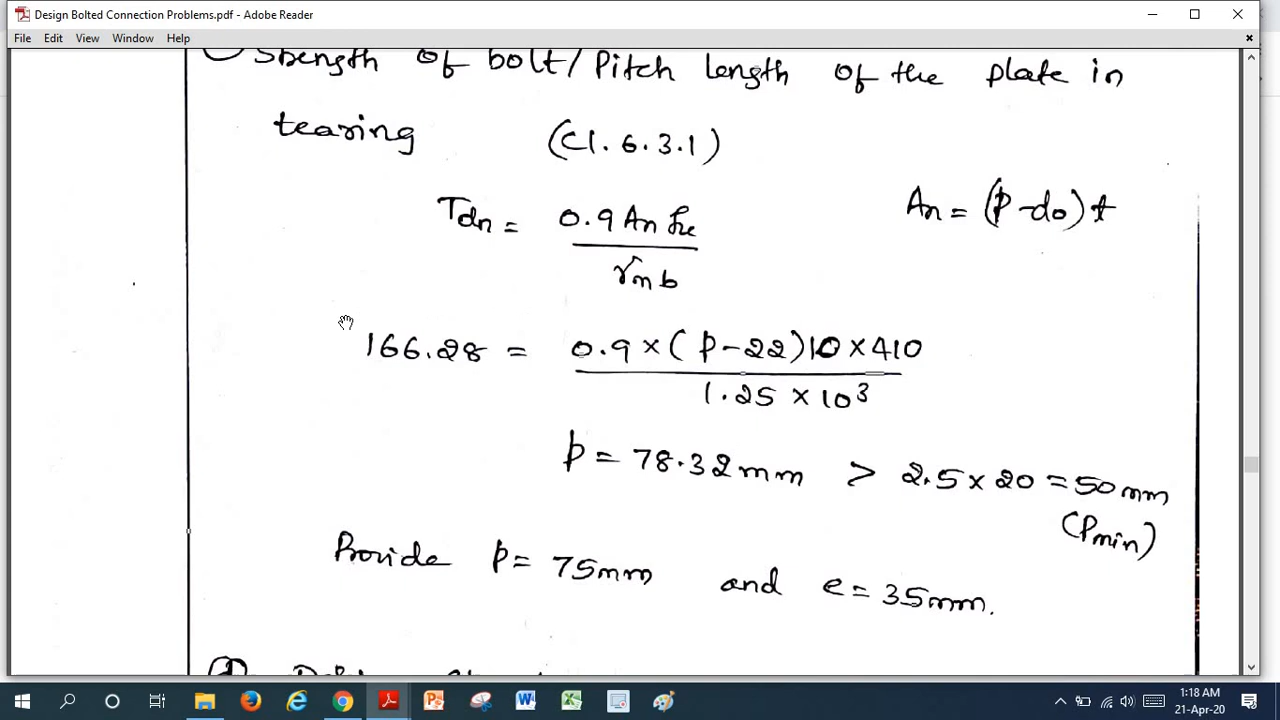 Design Bolted Connection Problems.pdf - Adobe Reader
File Edit View Window Help
Strength of bolt/Pitch length of the plate in
tearing (Cl. 6.3.1)
Tdn = 0.9 An fu / γm b An = (p - do) t
166.28 = 0.9 × (p - 22) 10 × 410 / 1.25 × 10³
p = 78.32 mm > 2.5 × 20 = 50 mm
(Pmin)
Provide p = 75mm and e = 35mm.
1:18 AM
21-Apr-20